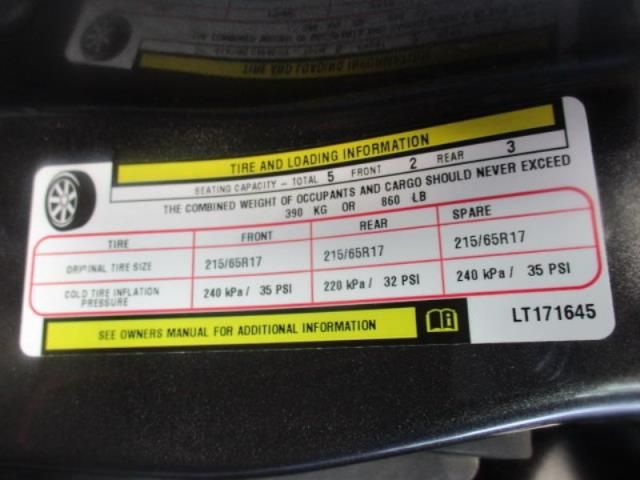 TIRE AND LOADING INFORMATION
SEATING CAPACITY - TOTAL 5 FRONT 2 REAR 3
THE COMBINED WEIGHT OF OCCUPANTS AND CARGO SHOULD NEVER EXCEED
390 KG OR 860 LB
TIRE FRONT REAR SPARE
ORIGINAL TIRE SIZE 215/65R17 215/65R17 215/65R17
COLD TIRE INFLATION PRESSURE 240 kPa / 35 PSI 220 kPa / 32 PSI 240 kPa / 35 PSI
SEE OWNERS MANUAL FOR ADDITIONAL INFORMATION
LT171645